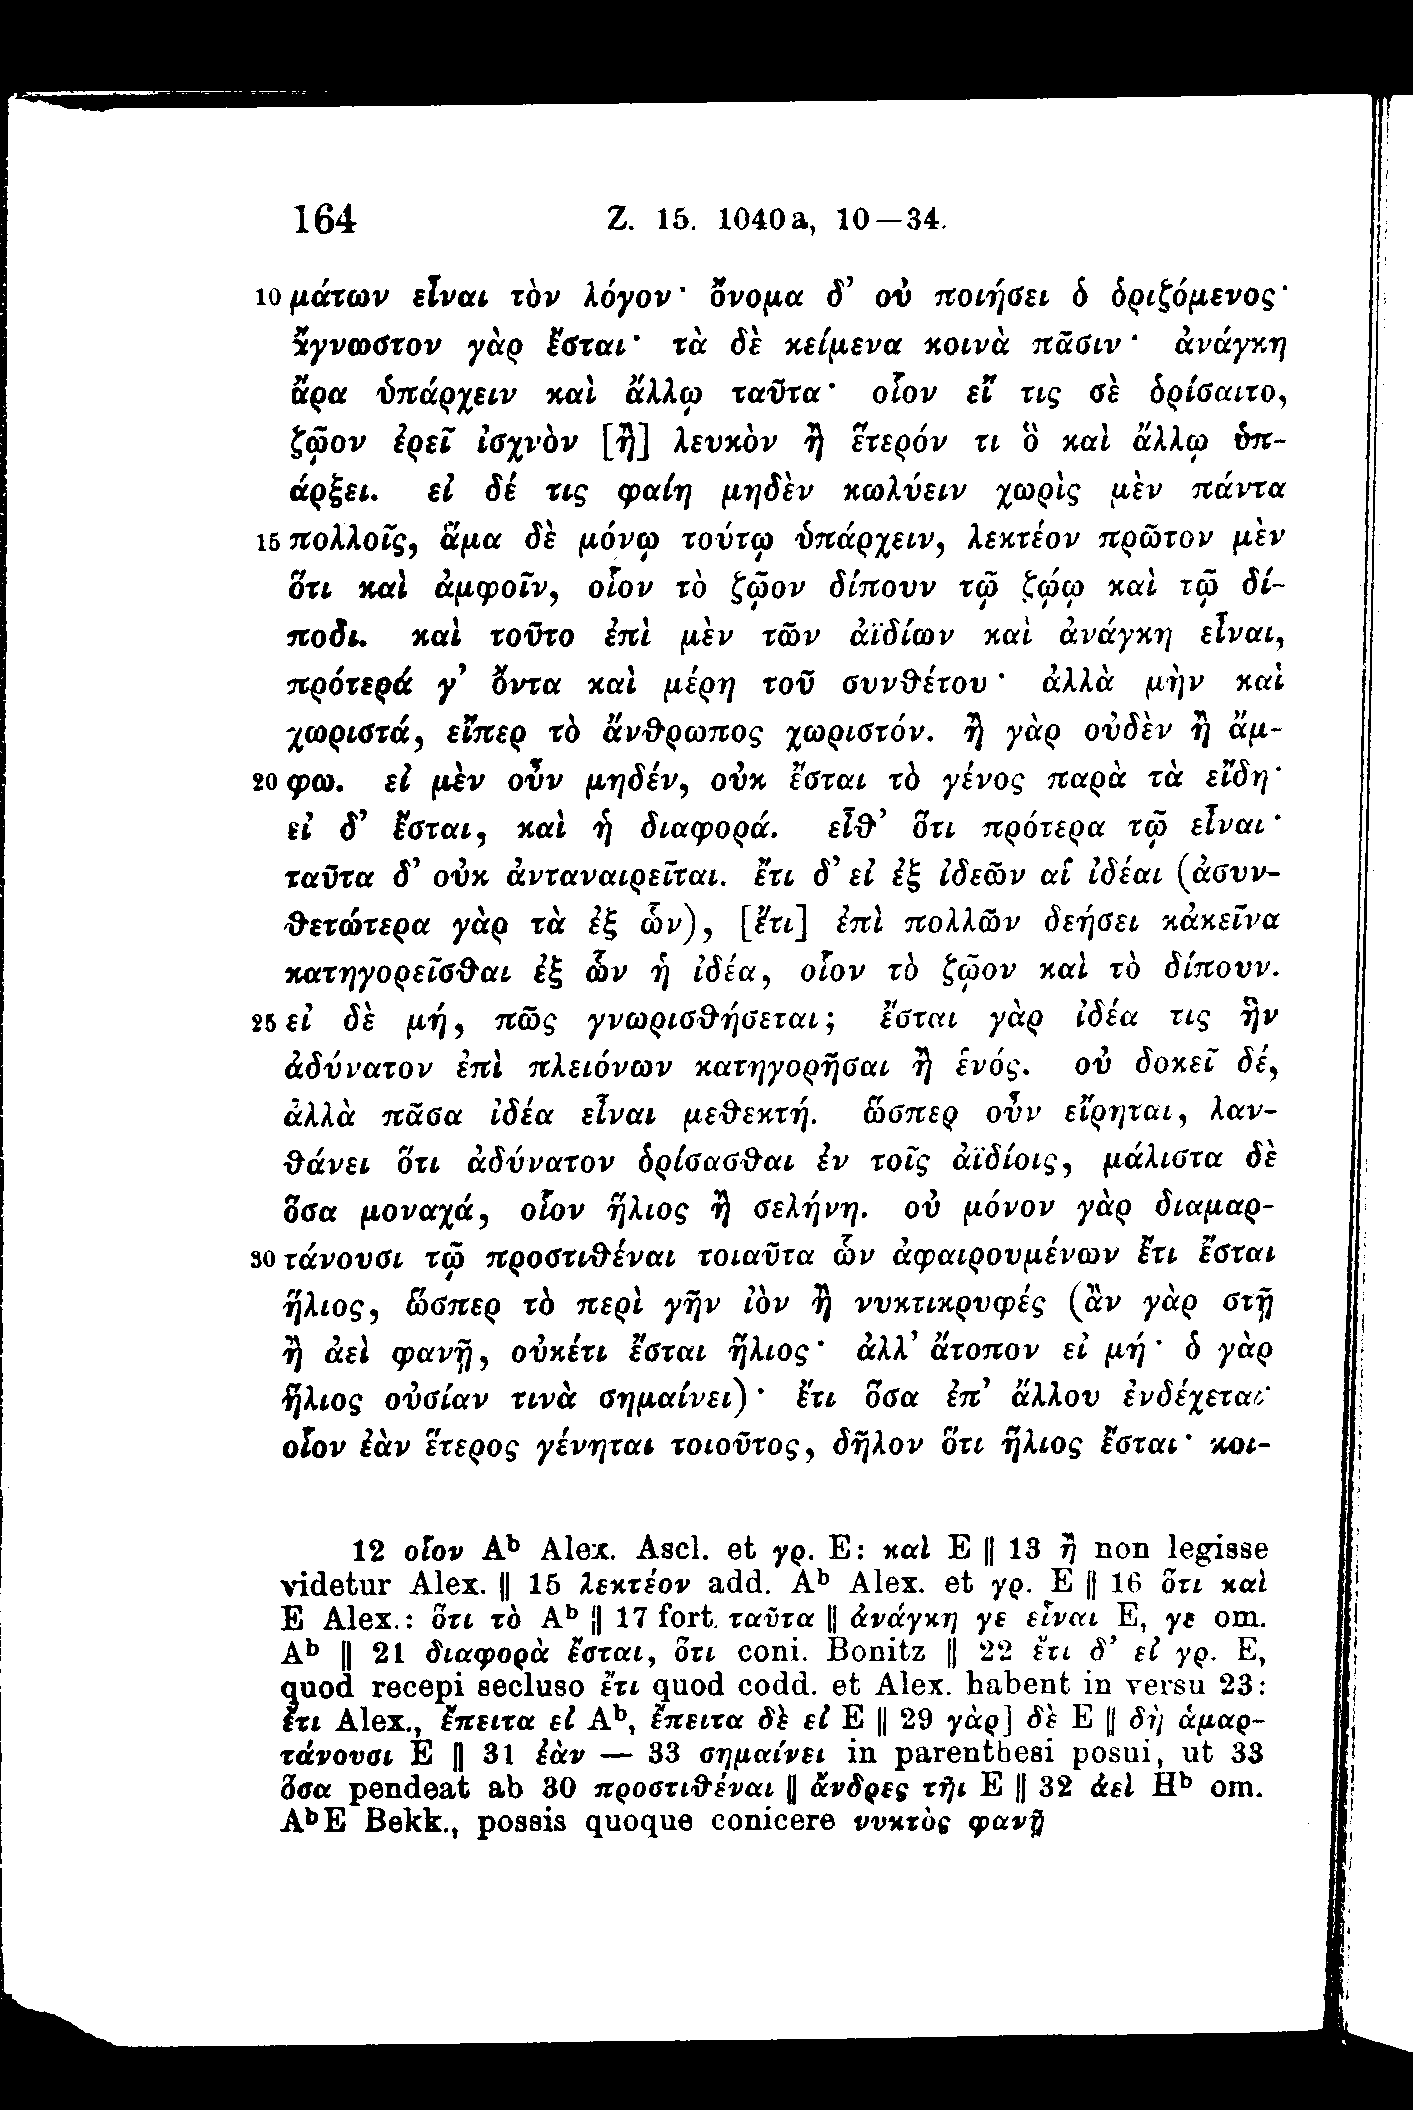 164 Z. 15. 1040 a, 10—34.
10 μάτων εἶναι τὸν λόγον· ὄνομα δ’ οὐ ποιήσει ὁ ὁριζόμενος·
ἄγνωστον γὰρ ἔσται· τὰ δὲ κείμενα κοινὰ πᾶσιν· ἀνάγκη
ἄρα ὑπάρχειν καὶ ἄλλῳ ταῦτα· οἷον εἴ τις σὲ ὁρίσαιτο,
ζῷον ἐρεῖ ἰσχνὸν [ἢ] λευκὸν ἢ ἕτερόν τι ὃ καὶ ἄλλῳ ὑπ-
άρξει. εἰ δέ τις φαίη μηδὲν κωλύειν χωρὶς μὲν πάντα
15 πολλοῖς, ἅμα δὲ μόνῳ τούτῳ ὑπάρχειν, λεκτέον πρῶτον μὲν
ὅτι καὶ ἀμφοῖν, οἷον τὸ ζῷον δίπουν τῷ ζῴῳ καὶ τῷ δί-
ποδι. καὶ τοῦτο ἐπὶ μὲν τῶν ἀϊδίων καὶ ἀνάγκη εἶναι,
πρότερά γ’ ὄντα καὶ μέρη τοῦ συνθέτου· ἀλλὰ μὴν καὶ
χωριστά, εἴπερ τὸ ἄνθρωπος χωριστόν. ἢ γὰρ οὐδὲν ἢ ἄμ-
20 φω. εἰ μὲν οὖν μηδέν, οὐκ ἔσται τὸ γένος παρὰ τὰ εἴδη·
εἰ δ’ ἔσται, καὶ ἡ διαφορά. εἶθ’ ὅτι πρότερα τῷ εἶναι·
ταῦτα δ’ οὐκ ἀνταναιρεῖται. ἔτι δ’ εἰ ἐξ ἰδεῶν αἱ ἰδέαι (ἀσυν-
θετώτερα γὰρ τὰ ἐξ ὧν), [ἔτι] ἐπὶ πολλῶν δεήσει κἀκεῖνα
κατηγορεῖσθαι ἐξ ὧν ἡ ἰδέα, οἷον τὸ ζῷον καὶ τὸ δίπουν.
25 εἰ δὲ μή, πῶς γνωρισθήσεται; ἔσται γὰρ ἰδέα τις ἣν
ἀδύνατον ἐπὶ πλειόνων κατηγορῆσαι ἢ ἑνός. οὐ δοκεῖ δέ,
ἀλλὰ πᾶσα ἰδέα εἶναι μεθεκτή. ὥσπερ οὖν εἴρηται, λαν-
θάνει ὅτι ἀδύνατον ὁρίσασθαι ἐν τοῖς ἀϊδίοις, μάλιστα δὲ
ὅσα μοναχά, οἷον ἥλιος ἢ σελήνη. οὐ μόνον γὰρ διαμαρ-
30 τάνουσι τῷ προστιθέναι τοιαῦτα ὧν ἀφαιρουμένων ἔτι ἔσται
ἥλιος, ὥσπερ τὸ περὶ γῆν ἰὸν ἢ νυκτικρυφές (ἂν γὰρ στῇ
ἢ ἀεὶ φανῇ, οὐκέτι ἔσται ἥλιος· ἀλλ’ ἄτοπον εἰ μή· ὁ γὰρ
ἥλιος οὐσίαν τινὰ σημαίνει)· ἔτι ὅσα ἐπ’ ἄλλου ἐνδέχεται·
οἷον ἐὰν ἕτερος γένηται τοιοῦτος, δῆλον ὅτι ἥλιος ἔσται· κοι-
12 οἷον Aᵇ Alex. Ascl. et γρ. E: καὶ E ‖ 13 ἢ non legisse
videtur Alex. ‖ 15 λεκτέον add. Aᵇ Alex. et γρ. E ‖ 16 ὅτι καὶ
E Alex.: ὅτι τὸ Aᵇ ‖ 17 fort. ταῦτα ‖ ἀνάγκη γε εἶναι E, γε om.
Aᵇ ‖ 21 διαφορὰ ἔσται, ὅτι coni. Bonitz ‖ 22 ἔτι δ’ εἰ γρ. E,
quod recepi secluso ἔτι quod codd. et Alex. habent in versu 23:
ἔτι Alex., ἔπειτα εἰ Aᵇ, ἔπειτα δὲ εἰ E ‖ 29 γὰρ] δὲ E ‖ δὴ ἁμαρ-
τάνουσι E ‖ 31 ἐὰν — 33 σημαίνει in parenthesi posui, ut 33
ὅσα pendeat ab 30 προστιθέναι ‖ ἄνδρες τῆι E ‖ 32 ἀεὶ Hᵇ om.
AᵇE Bekk., possis quoque conicere νυκτὸς φανῇ